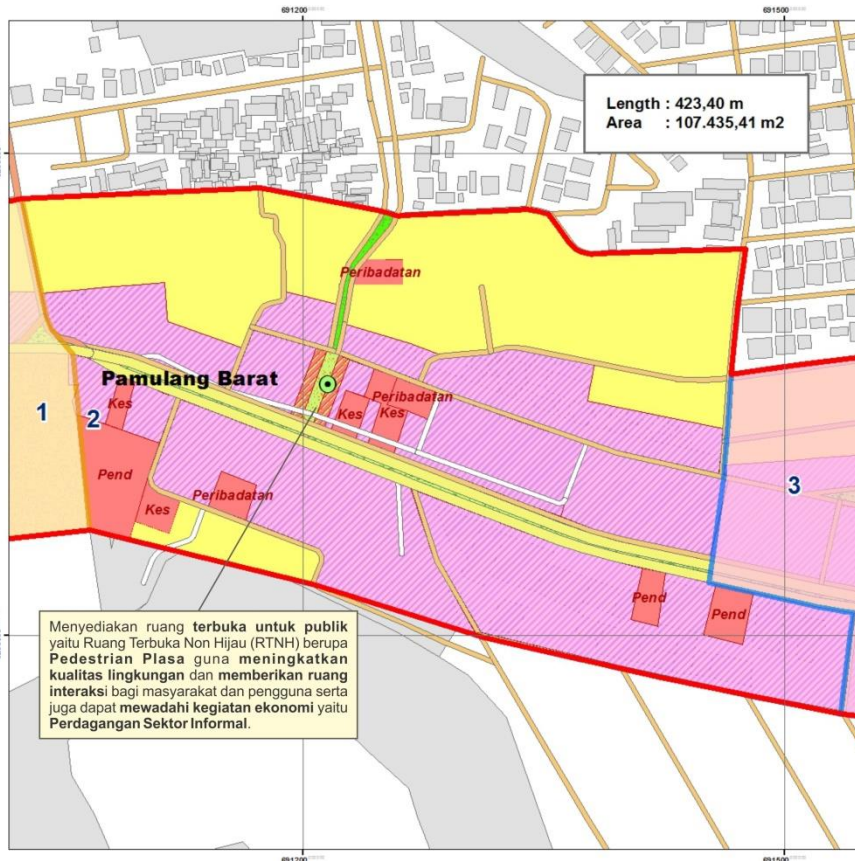 691200
691500
Length : 423,40 m
Area : 107.435,41 m2
Peribadatan
Pamulang Barat
Kes
Peribadatan
Kes
Kes
1
2
3
Pend
Kes
Peribadatan
Pend
Pend
Menyediakan ruang terbuka untuk publik
yaitu Ruang Terbuka Non Hijau (RTNH) berupa
Pedestrian Plasa guna meningkatkan
kualitas lingkungan dan memberikan ruang
interaksi bagi masyarakat dan pengguna serta
juga dapat mewadahi kegiatan ekonomi yaitu
Perdagangan Sektor Informal.
691200
691500